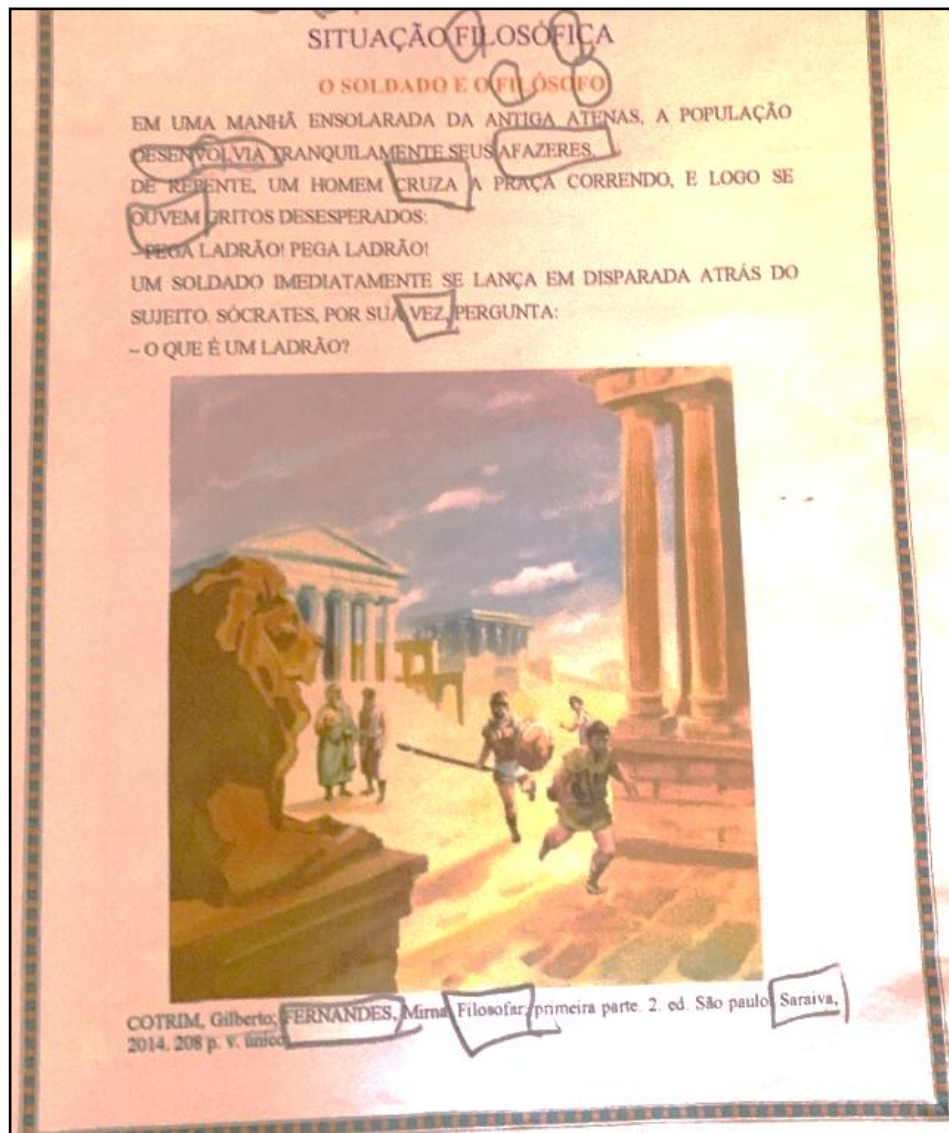 SITUAÇÃO FILOSÓFICA
O SOLDADO E O FILÓSOFO
EM UMA MANHÃ ENSOLARADA DA ANTIGA ATENAS, A POPULAÇÃO
DESENVOLVIA TRANQUILAMENTE SEUS AFAZERES.
DE REPENTE, UM HOMEM CRUZA A PRAÇA CORRENDO, E LOGO SE
OUVEM GRITOS DESESPERADOS:
– PEGA LADRÃO! PEGA LADRÃO!
UM SOLDADO IMEDIATAMENTE SE LANÇA EM DISPARADA ATRÁS DO
SUJEITO. SÓCRATES, POR SUA VEZ, PERGUNTA:
– O QUE É UM LADRÃO?
COTRIM, Gilberto; FERNANDES, Mirna. Filosofar: primeira parte. 2. ed. São paulo: Saraiva,
2014. 208 p. v. único